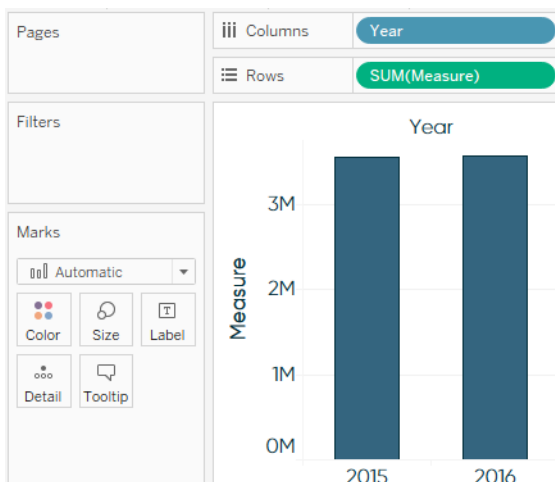 Pages
Columns
Year
Rows
SUM(Measure)
Filters
Marks
Automatic
Color
Size
T
Label
Detail
Tooltip
Year
Measure
3M
2M
1M
0M
2015
2016